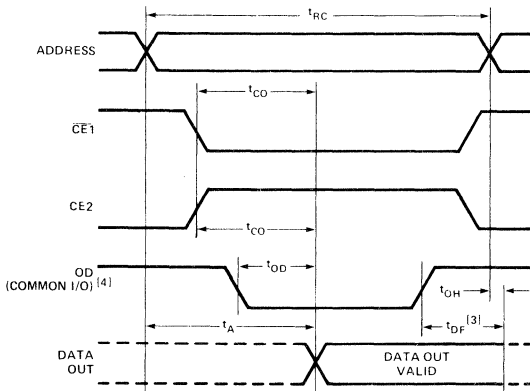 tRC
ADDRESS
tCO
CE1
CE2
tCO
OD
(COMMON I/O) [4]
tOD
tOH
tA
tDF [3]
DATA
OUT
DATA OUT
VALID